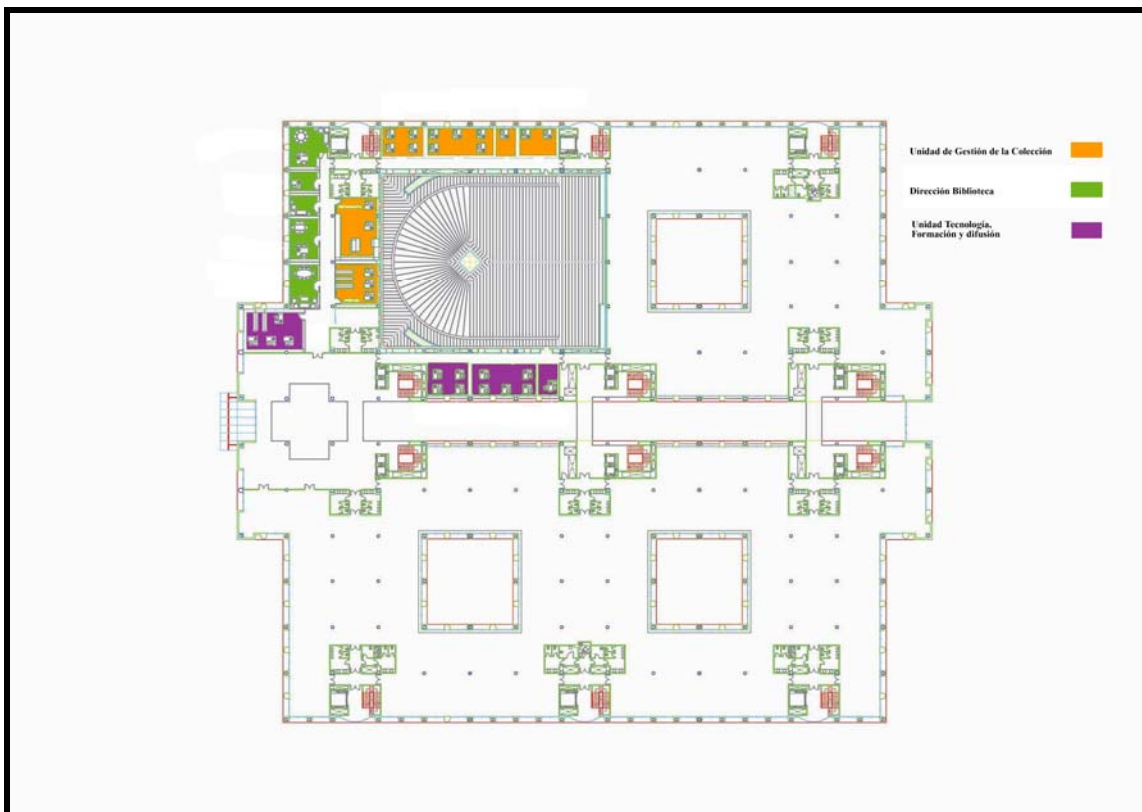 Unidad de Gestión de la Colección
Dirección Biblioteca
Unidad Tecnología.
Formación y difusión